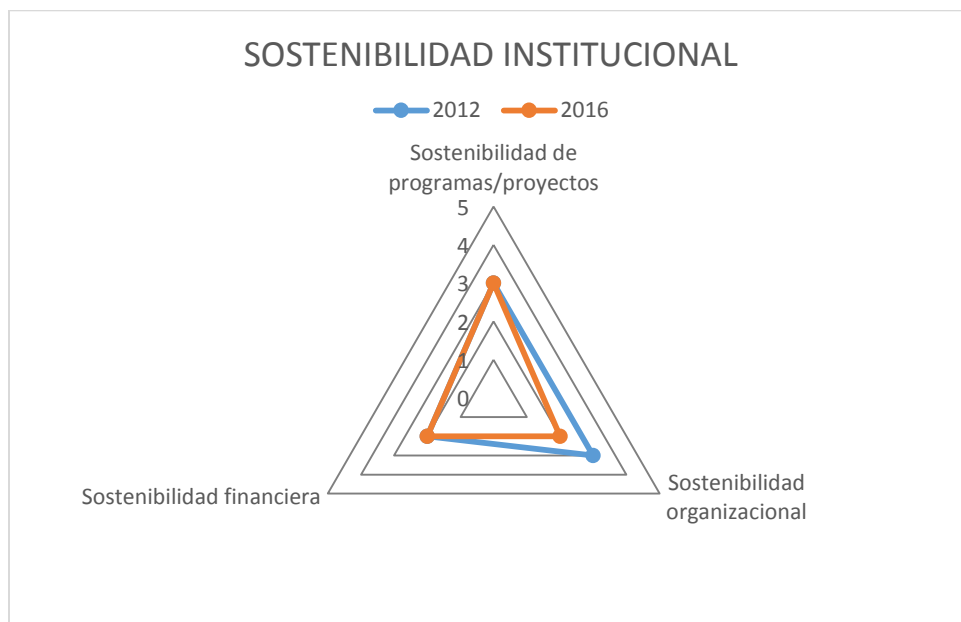 SOSTENIBILIDAD INSTITUCIONAL
2012 2016
Sostenibilidad de
programas/proyectos
5
4
3
2
1
0
Sostenibilidad financiera
Sostenibilidad
organizacional